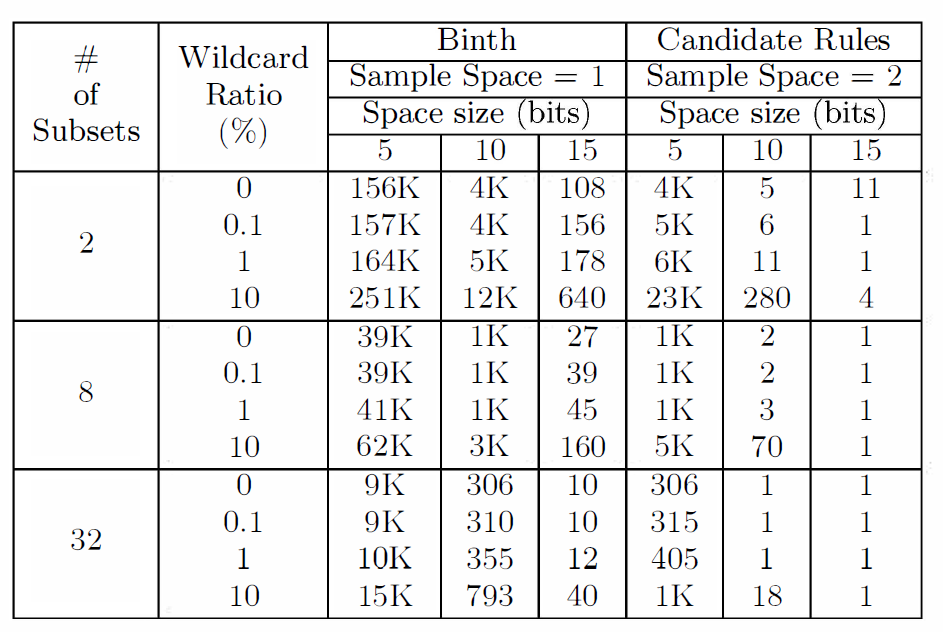 # of Subsets | Wildcard Ratio (%) | Binth | Candidate Rules
Sample Space = 1 | Sample Space = 2
Space size (bits) | Space size (bits)
5 | 10 | 15 | 5 | 10 | 15
2 | 0 | 156K | 4K | 108 | 4K | 5 | 11
0.1 | 157K | 4K | 156 | 5K | 6 | 1
1 | 164K | 5K | 178 | 6K | 11 | 1
10 | 251K | 12K | 640 | 23K | 280 | 4
8 | 0 | 39K | 1K | 27 | 1K | 2 | 1
0.1 | 39K | 1K | 39 | 1K | 2 | 1
1 | 41K | 1K | 45 | 1K | 3 | 1
10 | 62K | 3K | 160 | 5K | 70 | 1
32 | 0 | 9K | 306 | 10 | 306 | 1 | 1
0.1 | 9K | 310 | 10 | 315 | 1 | 1
1 | 10K | 355 | 12 | 405 | 1 | 1
10 | 15K | 793 | 40 | 1K | 18 | 1